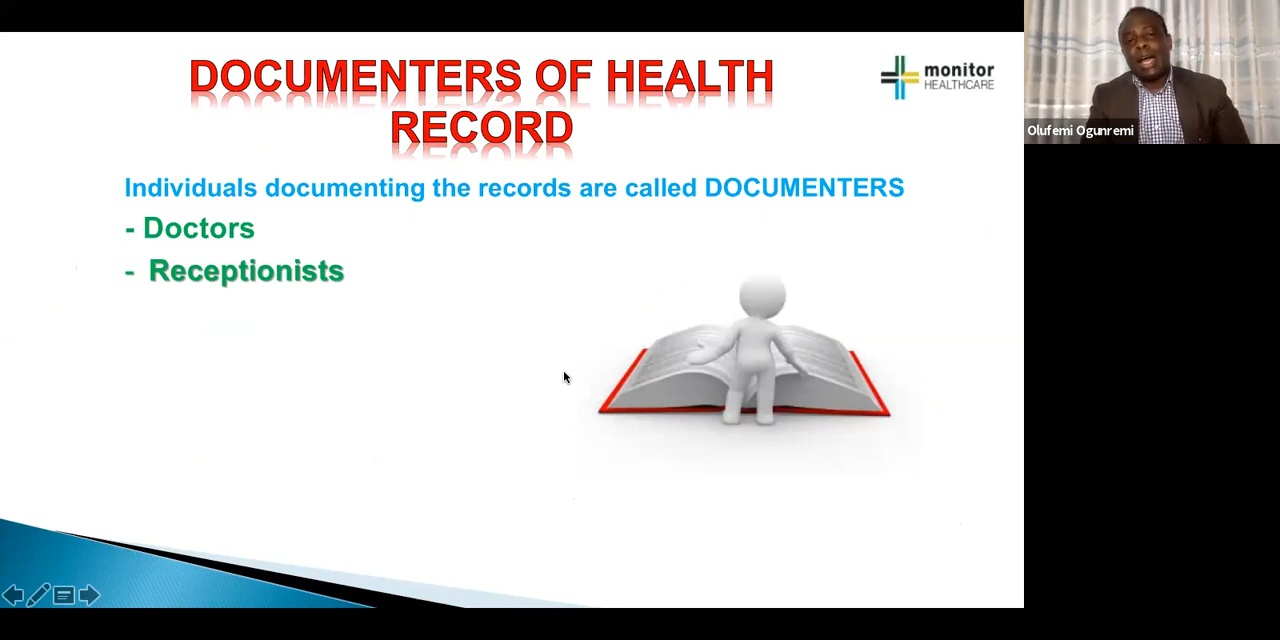 DOCUMENTERS OF HEALTH
RECORD
monitor
HEALTHCARE
Individuals documenting the records are called DOCUMENTERS
- Doctors
- Receptionists
Olufemi Ogunremi